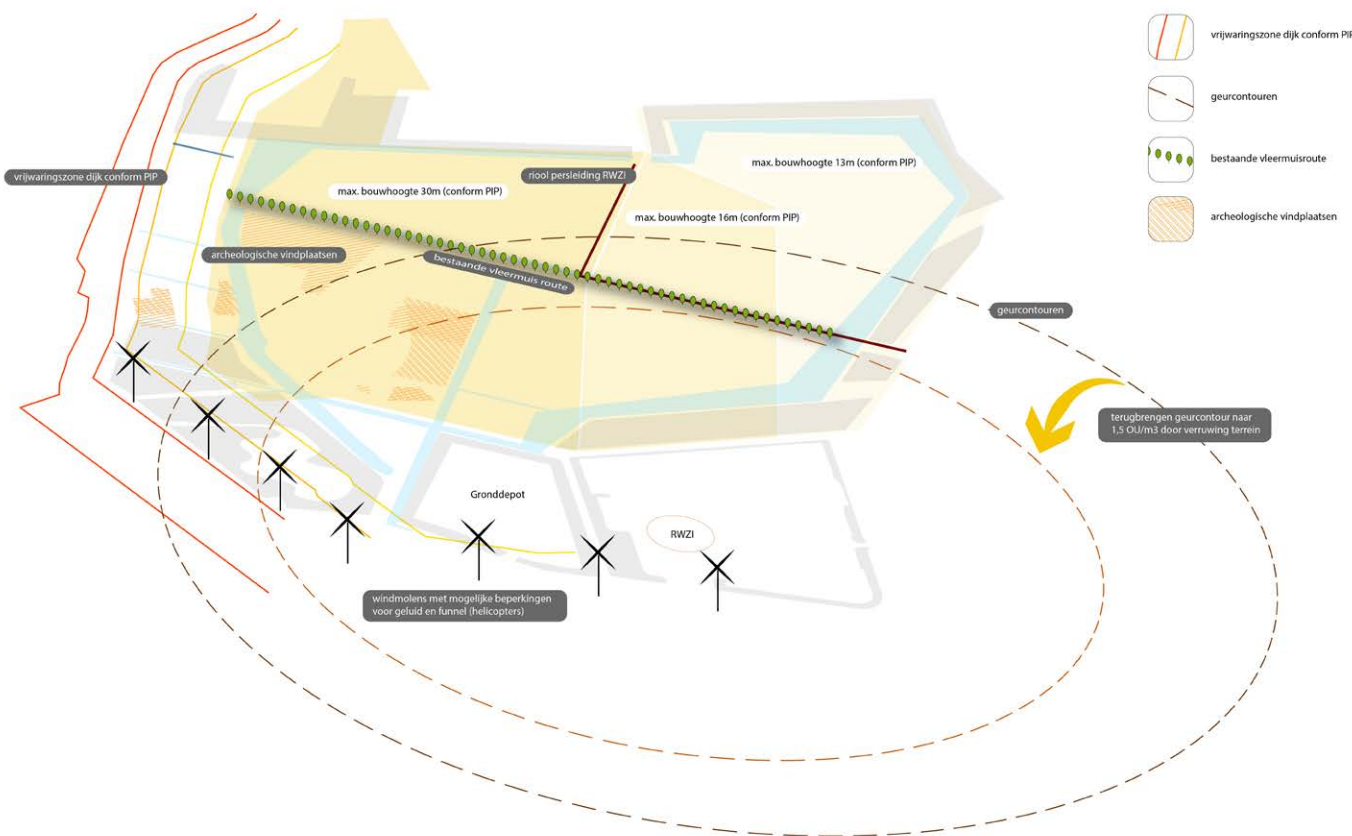 vrijwaringszone dijk conform PIP
geurcontouren
bestaande vleermuisroute
archeologische vindplaatsen
max. bouwhoogte 13m (conform PIP)
vrijwaringszone dijk conform PIP
riool persleiding RWZI
max. bouwhoogte 30m (conform PIP)
max. bouwhoogte 16m (conform PIP)
archeologische vindplaatsen
bestaande vleermuis route
geurcontouren
terugbrengen geurcontour naar
1,5 OU/m3 door verruwing terrein
Gronddepot
RWZI
windmolens met mogelijke beperkingen
voor geluid en funnel (helicopters)